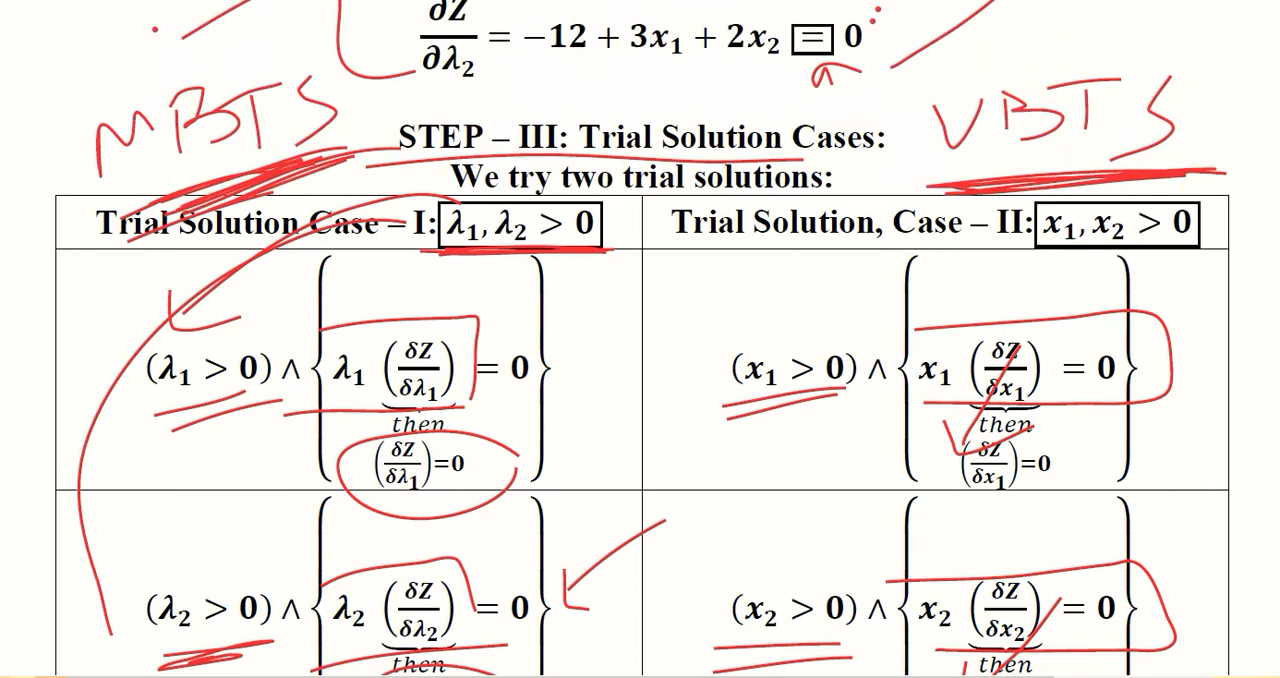 ∂Z/∂λ₂ = −12 + 3x₁ + 2x₂ = 0
MBTS
VBTS
STEP – III: Trial Solution Cases:
We try two trial solutions:
Trial Solution Case – I: λ₁, λ₂ > 0
Trial Solution, Case – II: x₁, x₂ > 0
(λ₁ > 0) ∧ { λ₁ (δZ/δλ₁) = 0 }
then
(δZ/δλ₁)=0
(x₁ > 0) ∧ { x₁ (δZ/δx₁) = 0 }
then
(δZ/δx₁)=0
(λ₂ > 0) ∧ { λ₂ (δZ/δλ₂) = 0 }
then
(x₂ > 0) ∧ { x₂ (δZ/δx₂) = 0 }
then